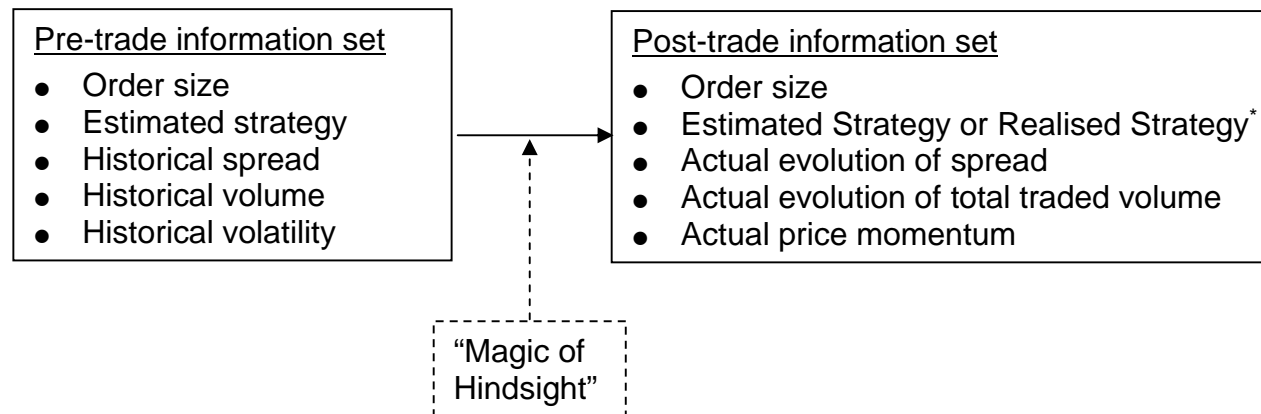 Pre-trade information set
● Order size
● Estimated strategy
● Historical spread
● Historical volume
● Historical volatility
Post-trade information set
● Order size
● Estimated Strategy or Realised Strategy*
● Actual evolution of spread
● Actual evolution of total traded volume
● Actual price momentum
“Magic of
Hindsight”